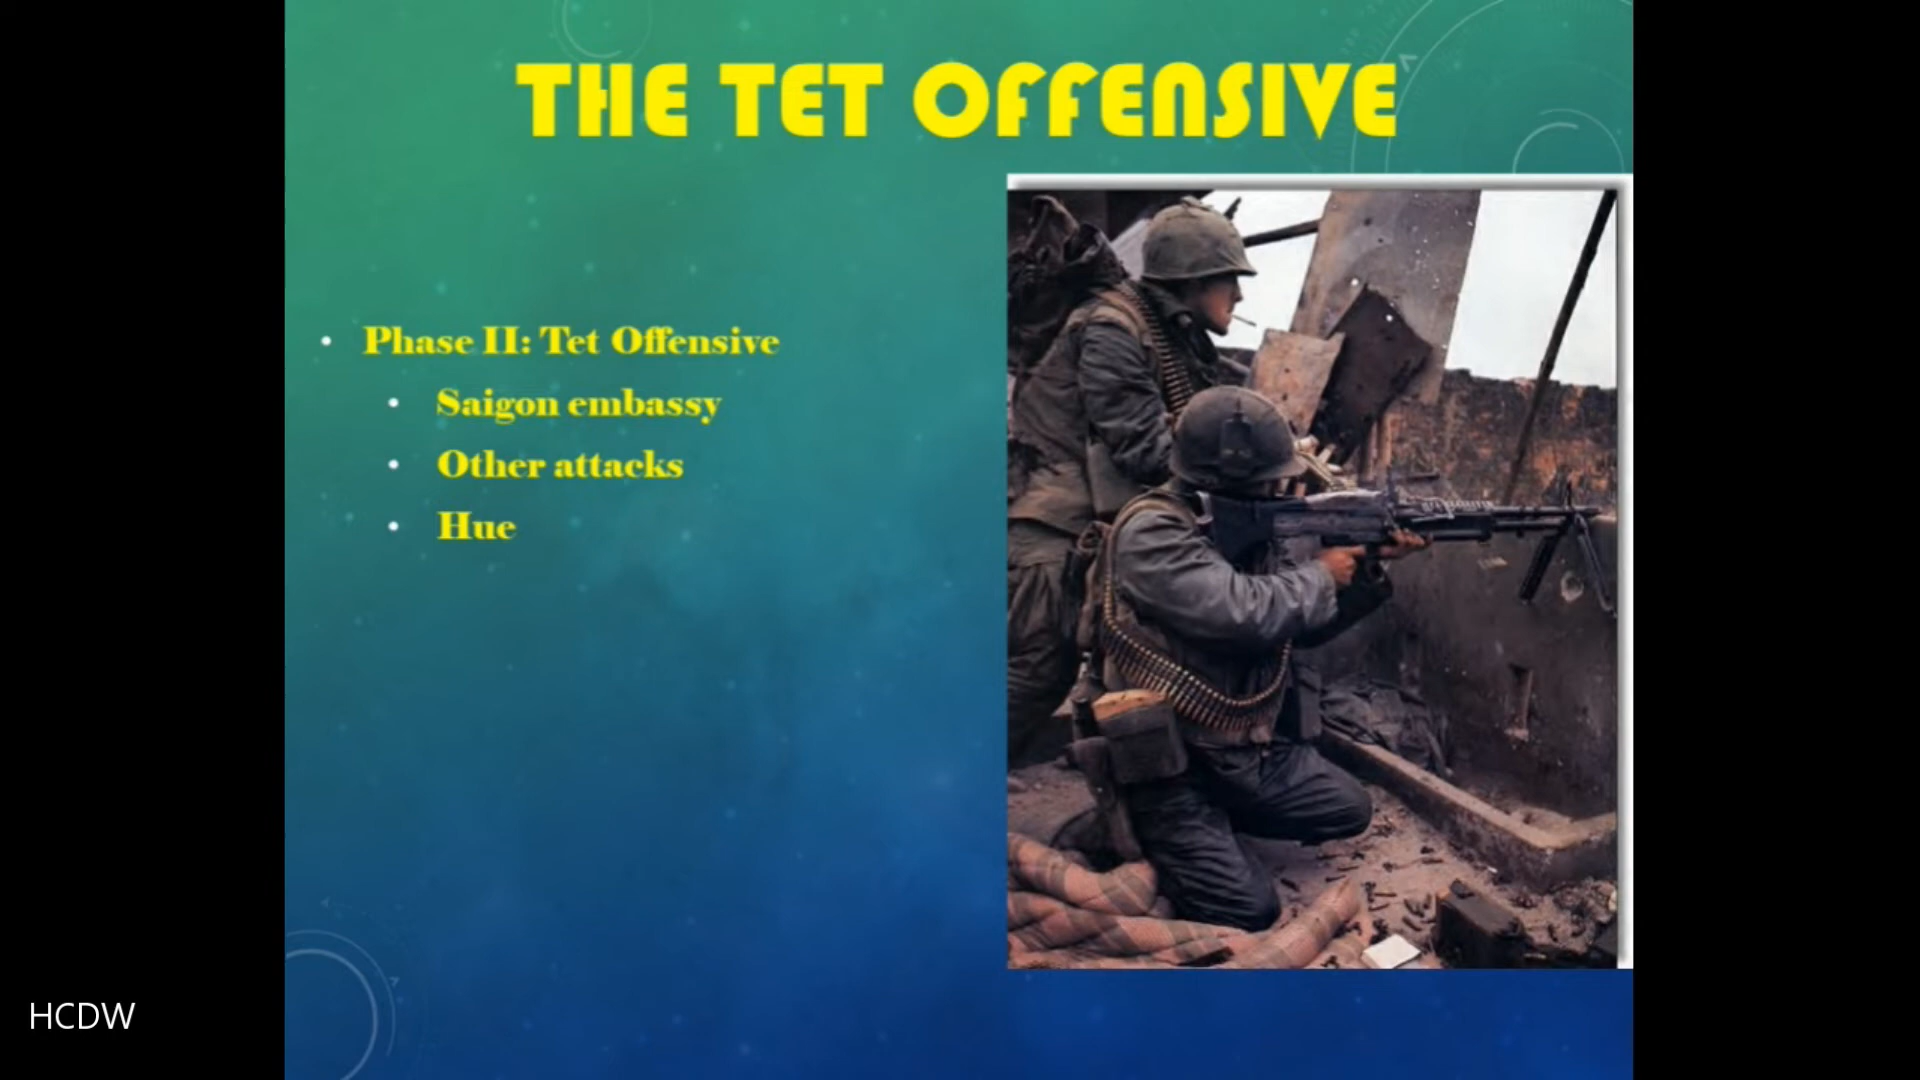 THE TET OFFENSIVE
Phase II: Tet Offensive
Saigon embassy
Other attacks
Hue
HCDW